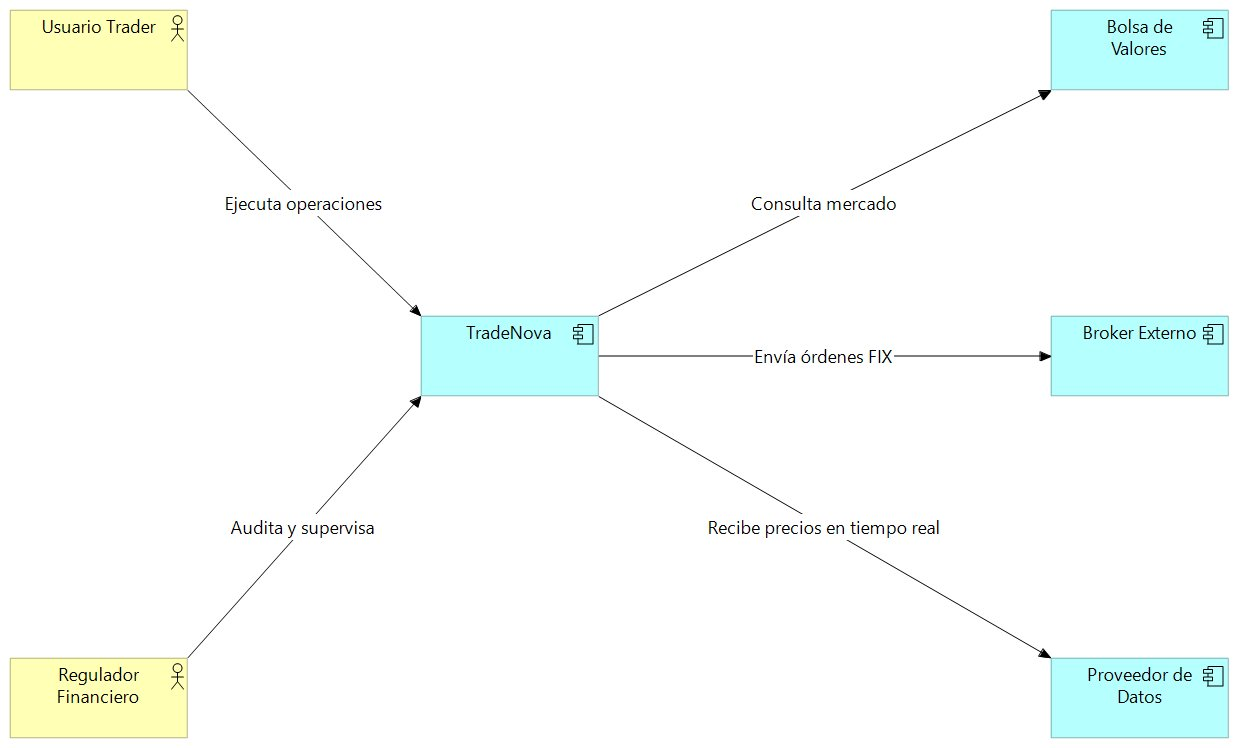 Usuario Trader
Bolsa de
Valores
Ejecuta operaciones
Consulta mercado
TradeNova
Broker Externo
Envía órdenes FIX
Audita y supervisa
Recibe precios en tiempo real
Regulador
Financiero
Proveedor de
Datos